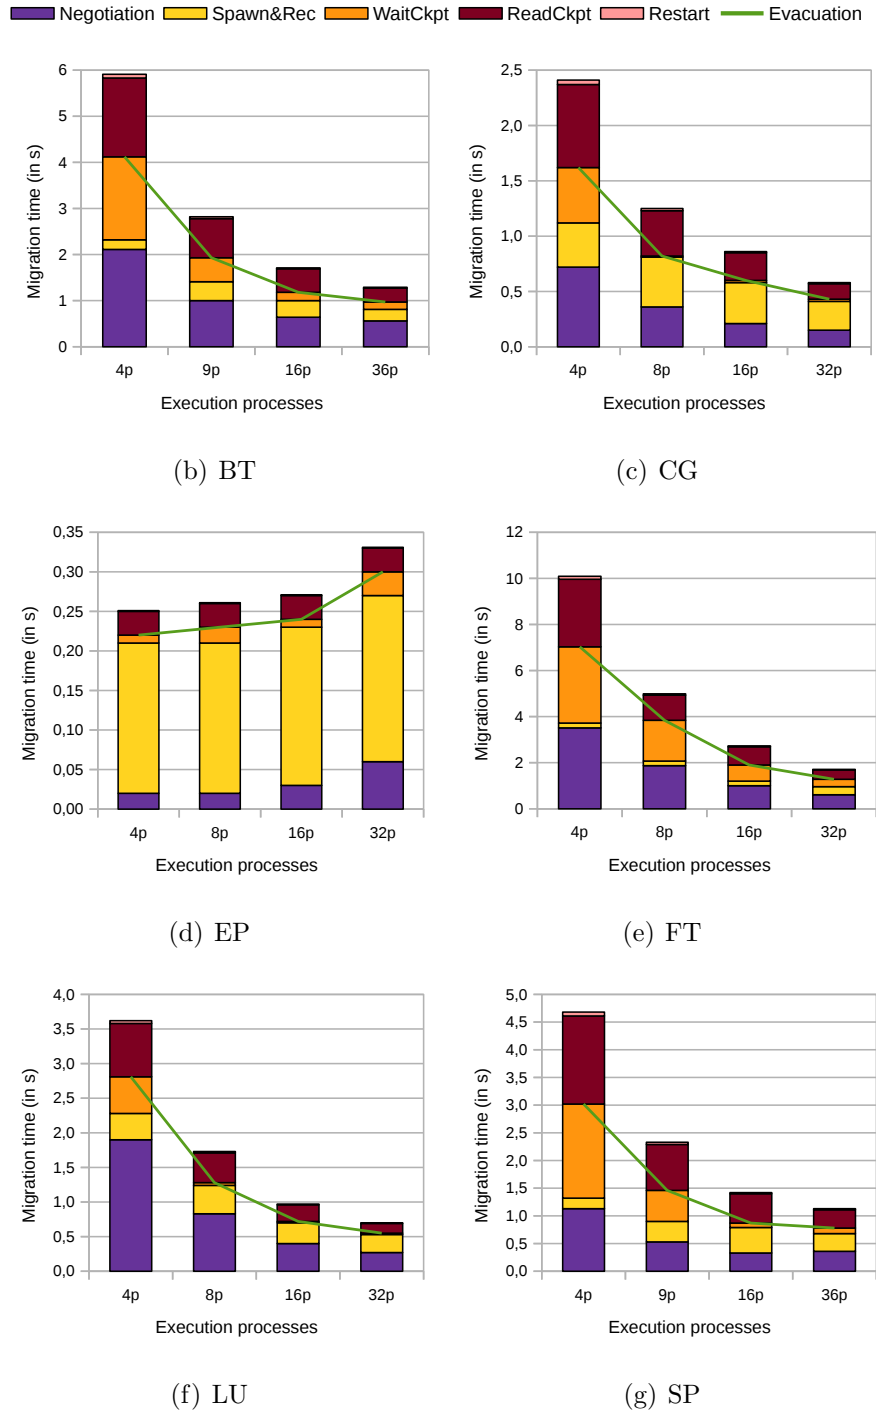 Negotiation Spawn&Rec WaitCkpt ReadCkpt Restart Evacuation
Migration time (in s)
6
5
4
3
2
1
0
4p 9p 16p 36p
Execution processes
(b) BT
Migration time (in s)
2,5
2,0
1,5
1,0
0,5
0,0
4p 8p 16p 32p
Execution processes
(c) CG
Migration time (in s)
0,35
0,30
0,25
0,20
0,15
0,10
0,05
0,00
4p 8p 16p 32p
Execution processes
(d) EP
Migration time (in s)
12
10
8
6
4
2
0
4p 8p 16p 32p
Execution processes
(e) FT
Migration time (in s)
4,0
3,5
3,0
2,5
2,0
1,5
1,0
0,5
0,0
4p 8p 16p 32p
Execution processes
(f) LU
Migration time (in s)
5,0
4,5
4,0
3,5
3,0
2,5
2,0
1,5
1,0
0,5
0,0
4p 9p 16p 36p
Execution processes
(g) SP